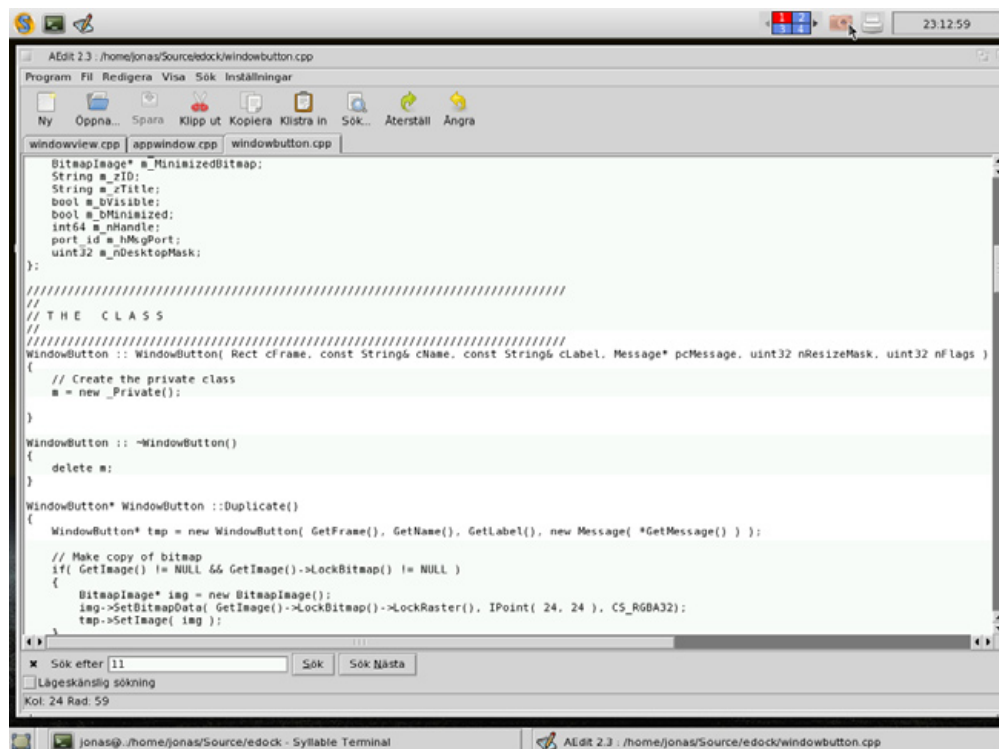 1 2
3 4
23:12:59
AEdit 2.3 : /home/jonas/Source/edock/windowbutton.cpp
Program Fil Redigera Visa Sök Inställningar
Ny Öppna... Spara Klipp ut Kopiera Klistra in Sök... Återställ Ångra
windowview.cpp appwindow.cpp windowbutton.cpp
BitmapImage* m_MinimizedBitmap;
String m_zID;
String m_zTitle;
bool m_bVisible;
bool m_bMinimized;
int64 m_nHandle;
port_id m_hMsgPort;
uint32 m_nDesktopMask;
};
///////////////////////////////////////////////////////////////////////////////
//
// T H E   C L A S S
//
///////////////////////////////////////////////////////////////////////////////
WindowButton :: WindowButton( Rect cFrame, const String& cName, const String& cLabel, Message* pcMessage, uint32 nResizeMask, uint32 nFlags )
{
// Create the private class
m = new _Private();
}
WindowButton :: ~WindowButton()
{
delete m;
}
WindowButton* WindowButton ::Duplicate()
{
WindowButton* tmp = new WindowButton( GetFrame(), GetName(), GetLabel(), new Message( *GetMessage() ) );
// Make copy of bitmap
if( GetImage() != NULL && GetImage()->LockBitmap() != NULL )
{
BitmapImage* img = new BitmapImage();
img->SetBitmapData( GetImage()->LockBitmap()->LockRaster(), IPoint( 24, 24 ), CS_RGBA32);
tmp->SetImage( img );
}
Sök efter 11 Sök Sök Nästa
Lägeskänslig sökning
Kol: 24 Rad: 59
jonas@../home/jonas/Source/edock - Syllable Terminal
AEdit 2.3 : /home/jonas/Source/edock/windowbutton.cpp